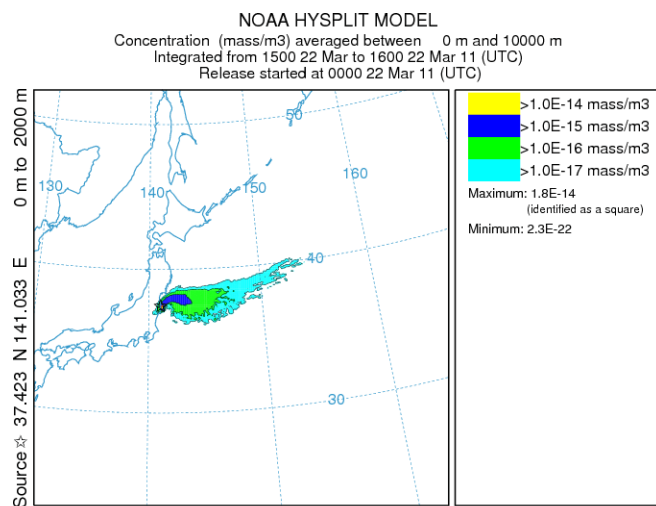 NOAA HYSPLIT MODEL
Concentration (mass/m3) averaged between 0 m and 10000 m
Integrated from 1500 22 Mar to 1600 22 Mar 11 (UTC)
Release started at 0000 22 Mar 11 (UTC)
Source ☆ 37.423 N 141.033 E 0 m to 2000 m
50
130
140
150
160
40
30
>1.0E-14 mass/m3
>1.0E-15 mass/m3
>1.0E-16 mass/m3
>1.0E-17 mass/m3
Maximum: 1.8E-14
(identified as a square)
Minimum: 2.3E-22